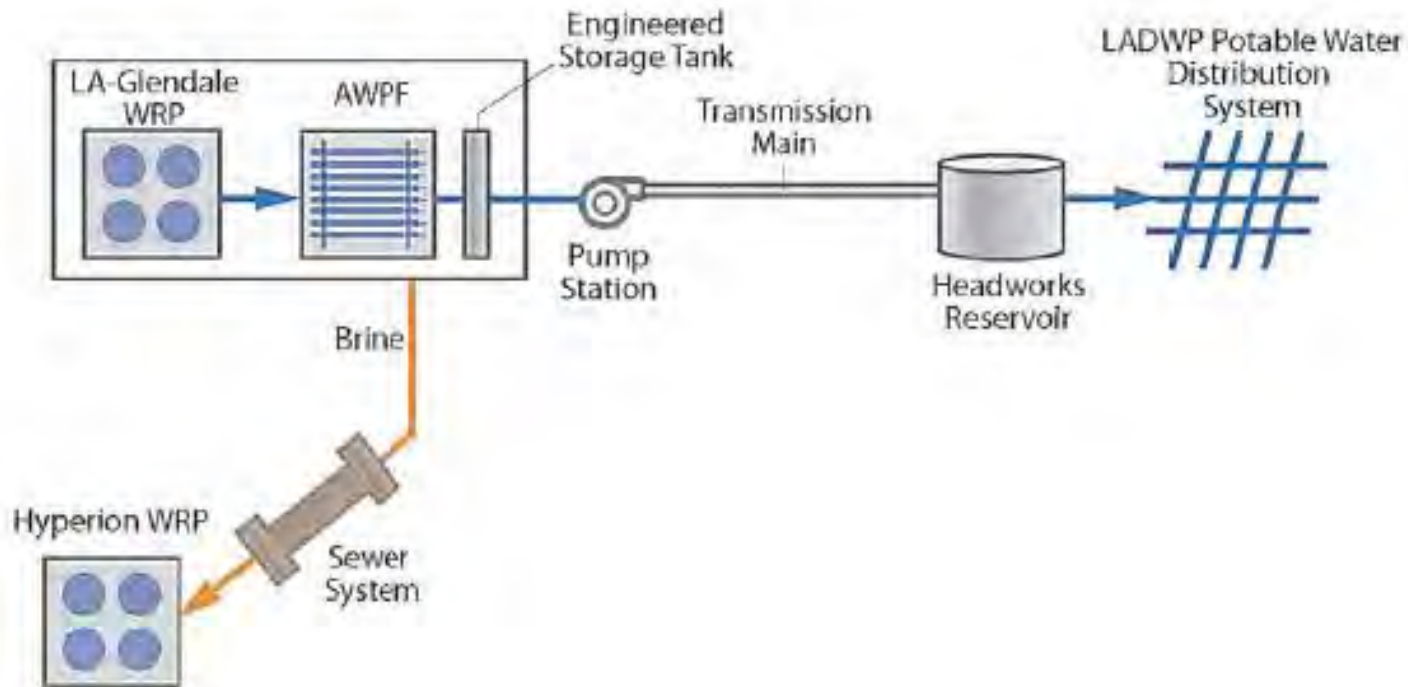 Engineered
Storage Tank
LA-Glendale
WRP
AWPF
Transmission
Main
LADWP Potable Water
Distribution
System
Pump
Station
Headworks
Reservoir
Brine
Hyperion WRP
Sewer
System